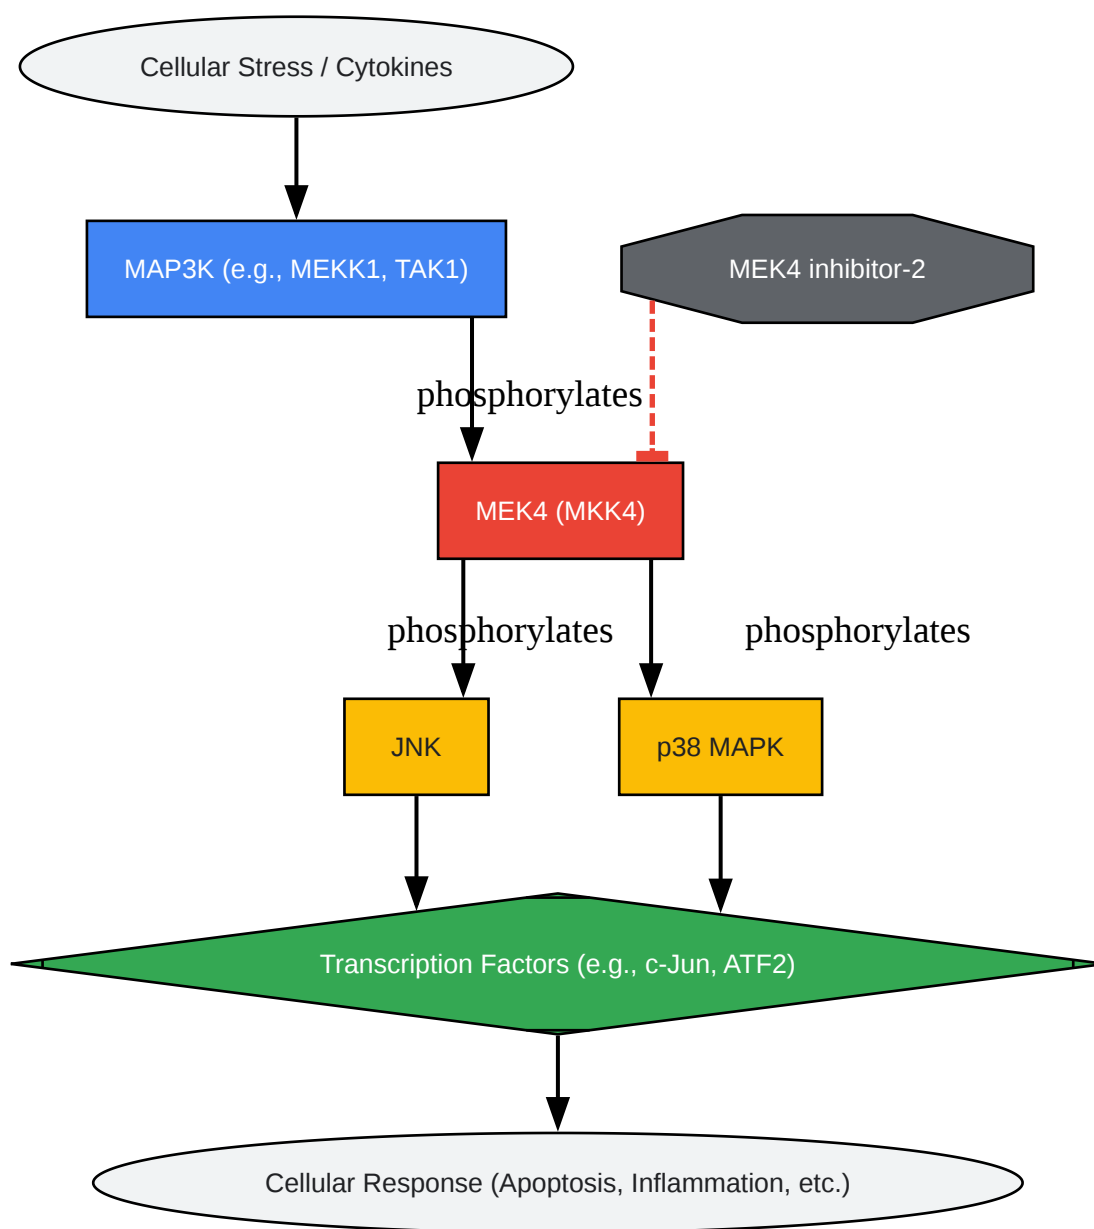 Cellular Stress / Cytokines
MAP3K (e.g., MEKK1, TAK1)
MEK4 inhibitor-2
phosphorylates
MEK4 (MKK4)
phosphorylates
phosphorylates
JNK
p38 MAPK
Transcription Factors (e.g., c-Jun, ATF2)
Cellular Response (Apoptosis, Inflammation, etc.)